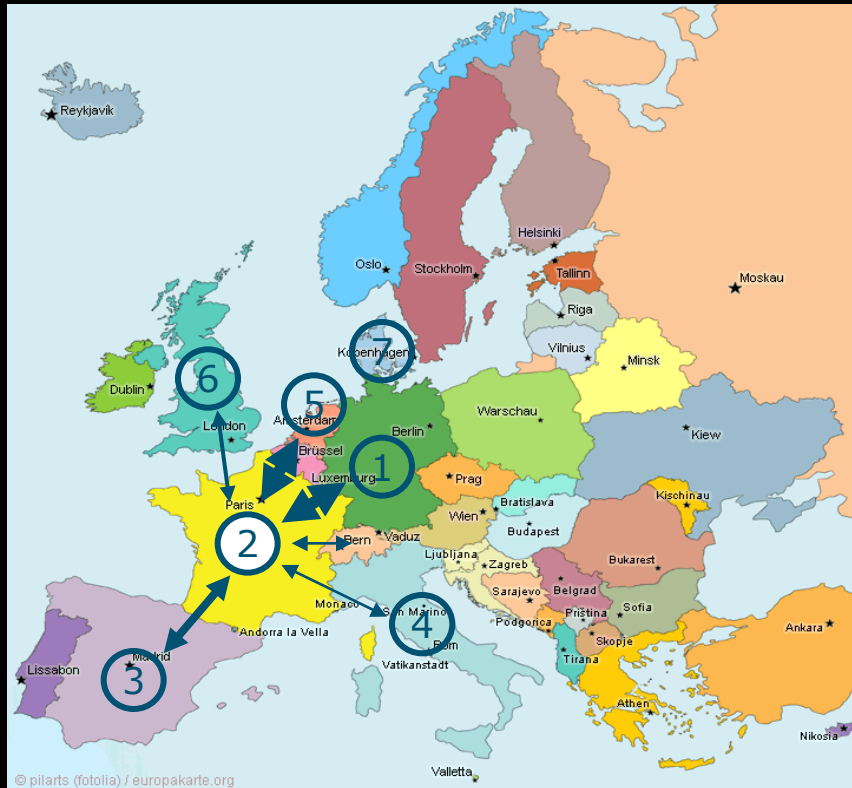 Reykjavík
Helsinki
Oslo
Stockholm
Tallinn
Moskau
Riga
Vilnius
Kopenhagen
7
Minsk
6
Dublin
5
Amsterdam
London
Berlin
Warschau
Kiew
Brüssel
1
Luxemburg
Prag
Paris
Kischinau
Bratislava
Wien
Budapest
2
Bern
Vaduz
Ljubljana
Zagreb
Bukarest
Sarajevo
Belgrad
Monaco
San Marino
Priština
Sofia
Podgorica
4
Andorra la Vella
Skopje
Ankara
Rom
Tirana
Madrid
Vatikanstadt
Lissabon
3
Athen
Nikosia
Valletta
© pilarts (fotolia) / europakarte.org